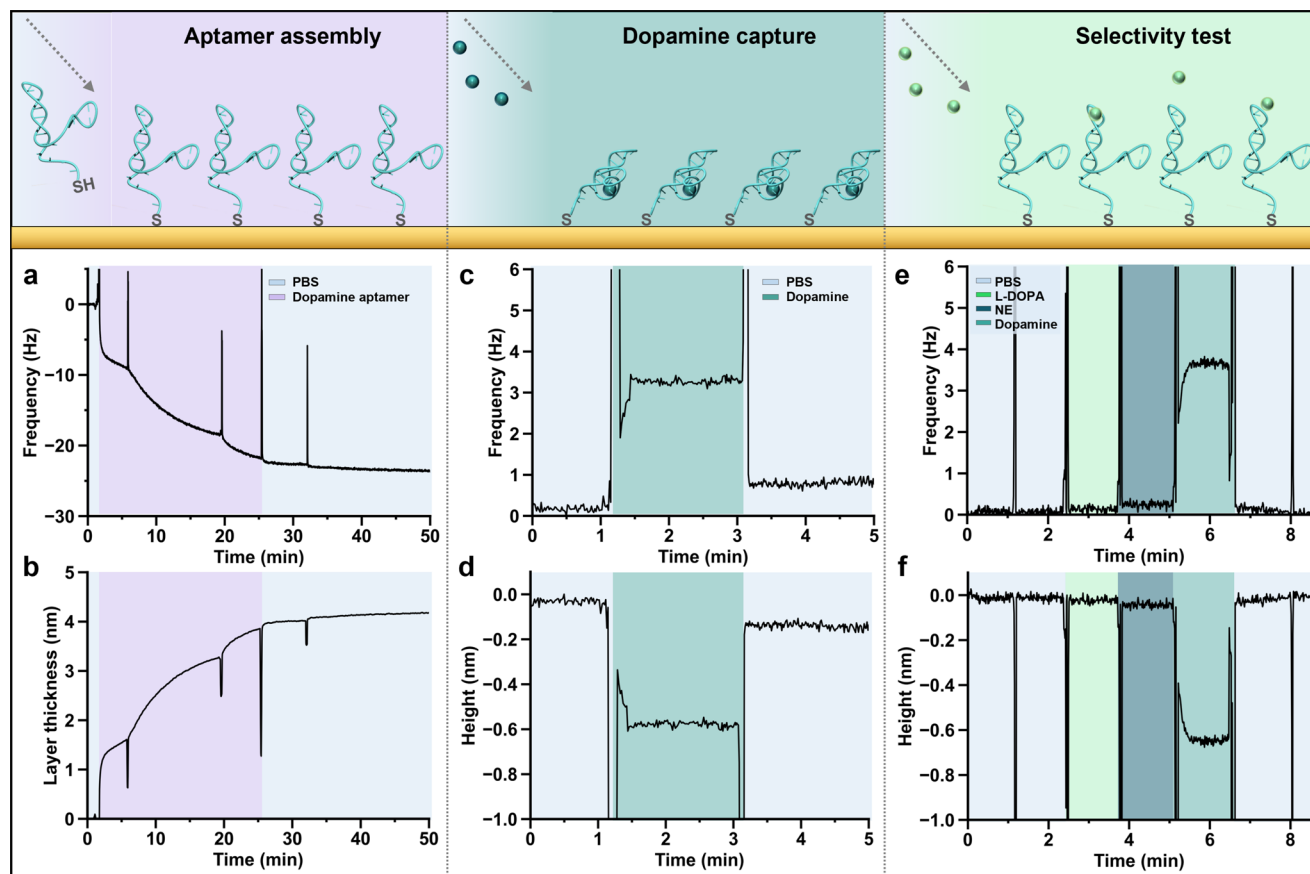 Aptamer assembly
Dopamine capture
Selectivity test
SH
S S S S
S S S S
S S S S
a
PBS
Dopamine aptamer
Frequency (Hz)
0
−10
−20
−30
0 10 20 30 40 50
Time (min)
b
Layer thickness (nm)
5
4
3
2
1
0
0 10 20 30 40 50
Time (min)
c
PBS
Dopamine
Frequency (Hz)
6
5
4
3
2
1
0
0 1 2 3 4 5
Time (min)
d
Height (nm)
0.0
−0.2
−0.4
−0.6
−0.8
−1.0
0 1 2 3 4 5
Time (min)
e
PBS
L-DOPA
NE
Dopamine
Frequency (Hz)
6
5
4
3
2
1
0
0 2 4 6 8
Time (min)
f
Height (nm)
0.0
−0.2
−0.4
−0.6
−0.8
−1.0
0 2 4 6 8
Time (min)